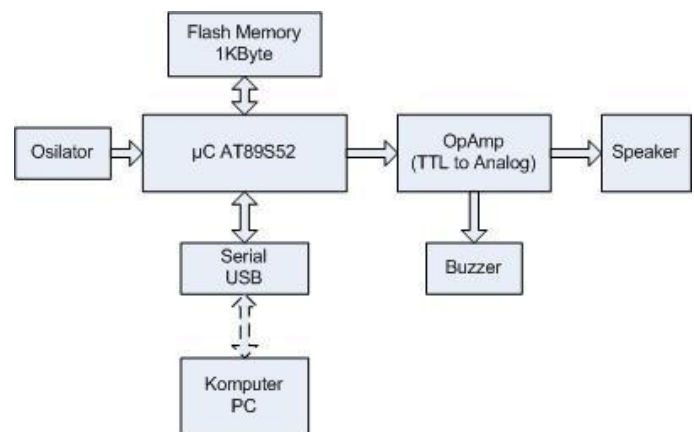 Flash Memory
1KByte
Osilator
µC AT89S52
OpAmp
(TTL to Analog)
Speaker
Serial
USB
Buzzer
Komputer
PC